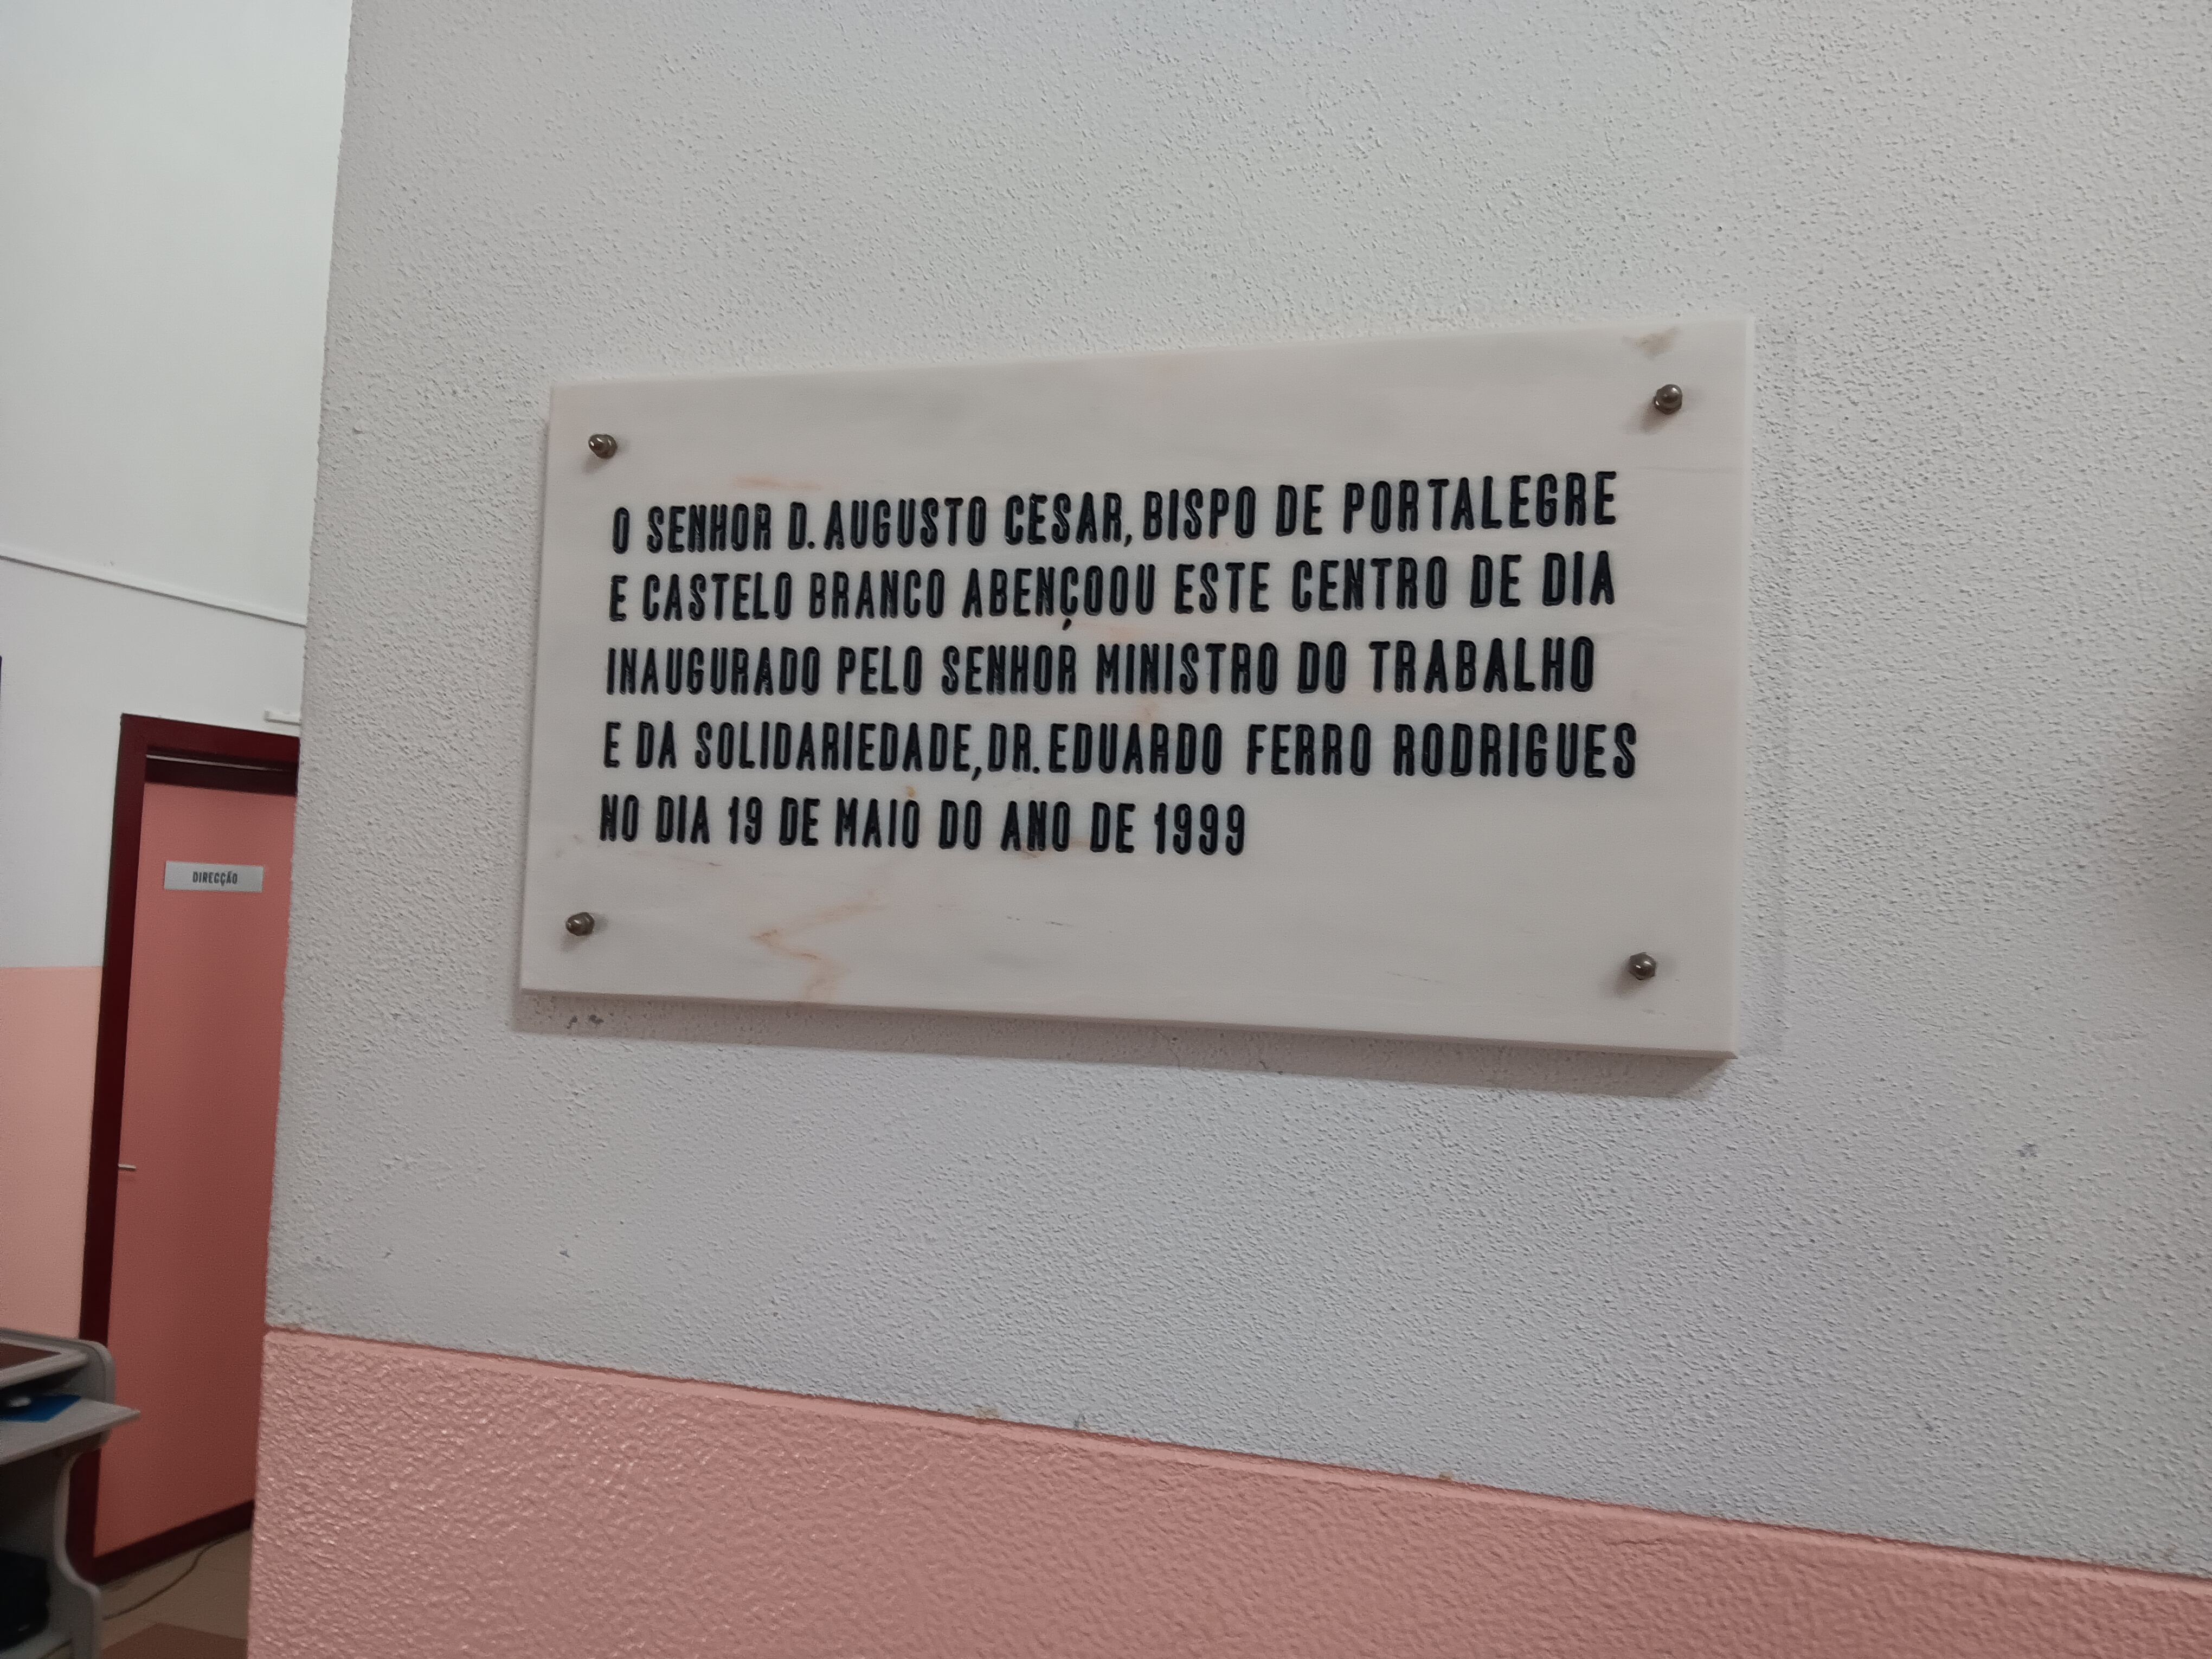 O SENHOR D. AUGUSTO CESAR, BISPO DE PORTALEGRE
E CASTELO BRANCO ABENÇOOU ESTE CENTRO DE DIA
INAUGURADO PELO SENHOR MINISTRO DO TRABALHO
E DA SOLIDARIEDADE, DR. EDUARDO FERRO RODRIGUES
NO DIA 19 DE MAIO DO ANO DE 1999
DIRECÇÃO